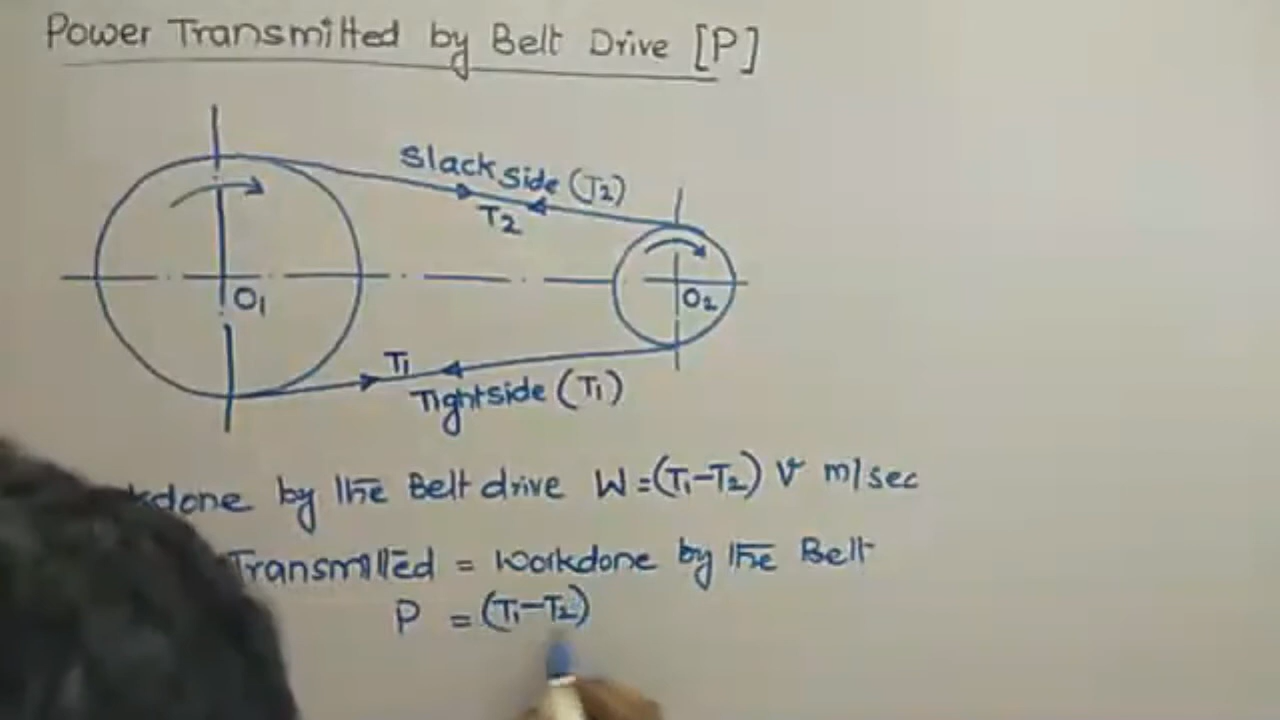 Power Transmitted by Belt Drive [P]
Slack Side (T2)
T2
O1
O2
T1
Tightside (T1)
by the Belt drive W = (T1-T2) V m/sec
Transmitted = Workdone by the Belt
P = (T1-T2)